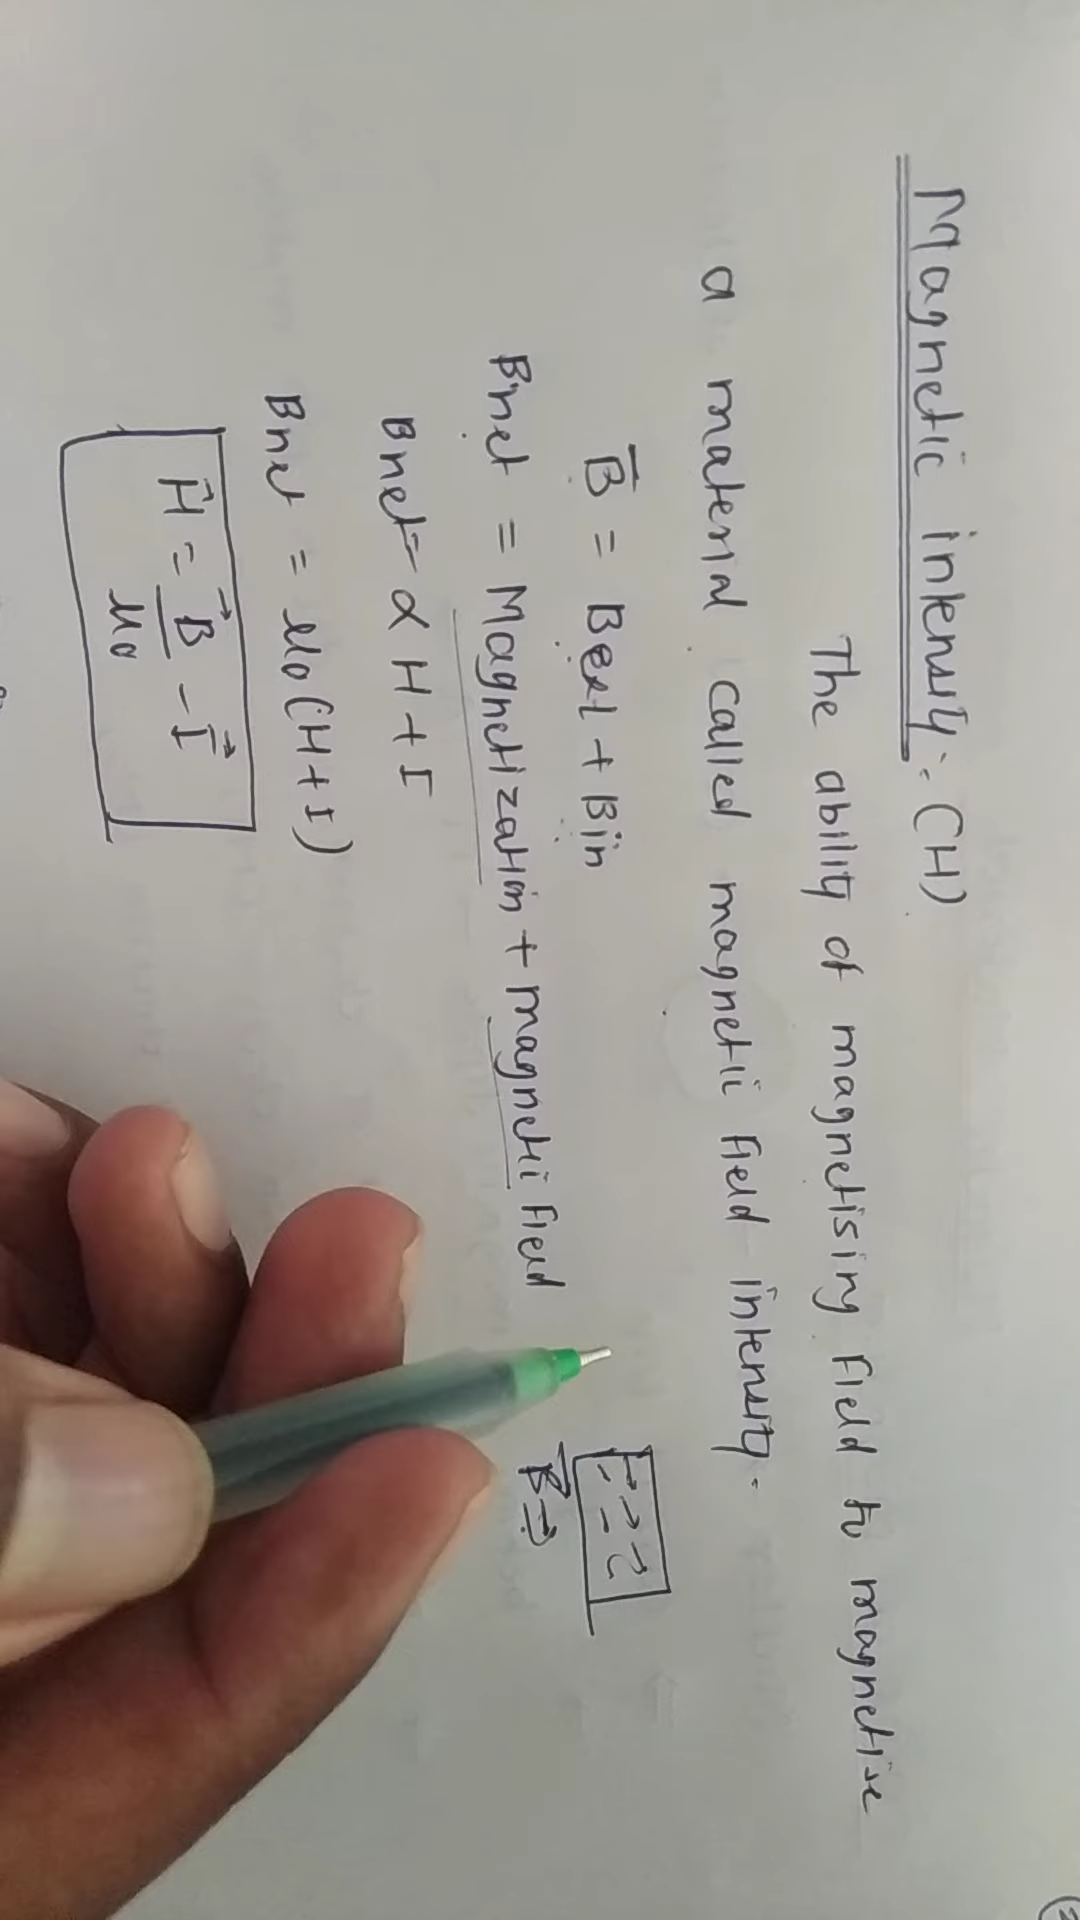 Magnetic intensity:- (H)
The ability of magnetising field to magnetise
a material called magnetic field intensity.
B̅ = Bext + Bin
Bnet = Magnetization + magneti field
B⃗ →
Bnet ∝ H + I
Bnet = μ0 (H + I)
H⃗ = B⃗/μ0 - I⃗